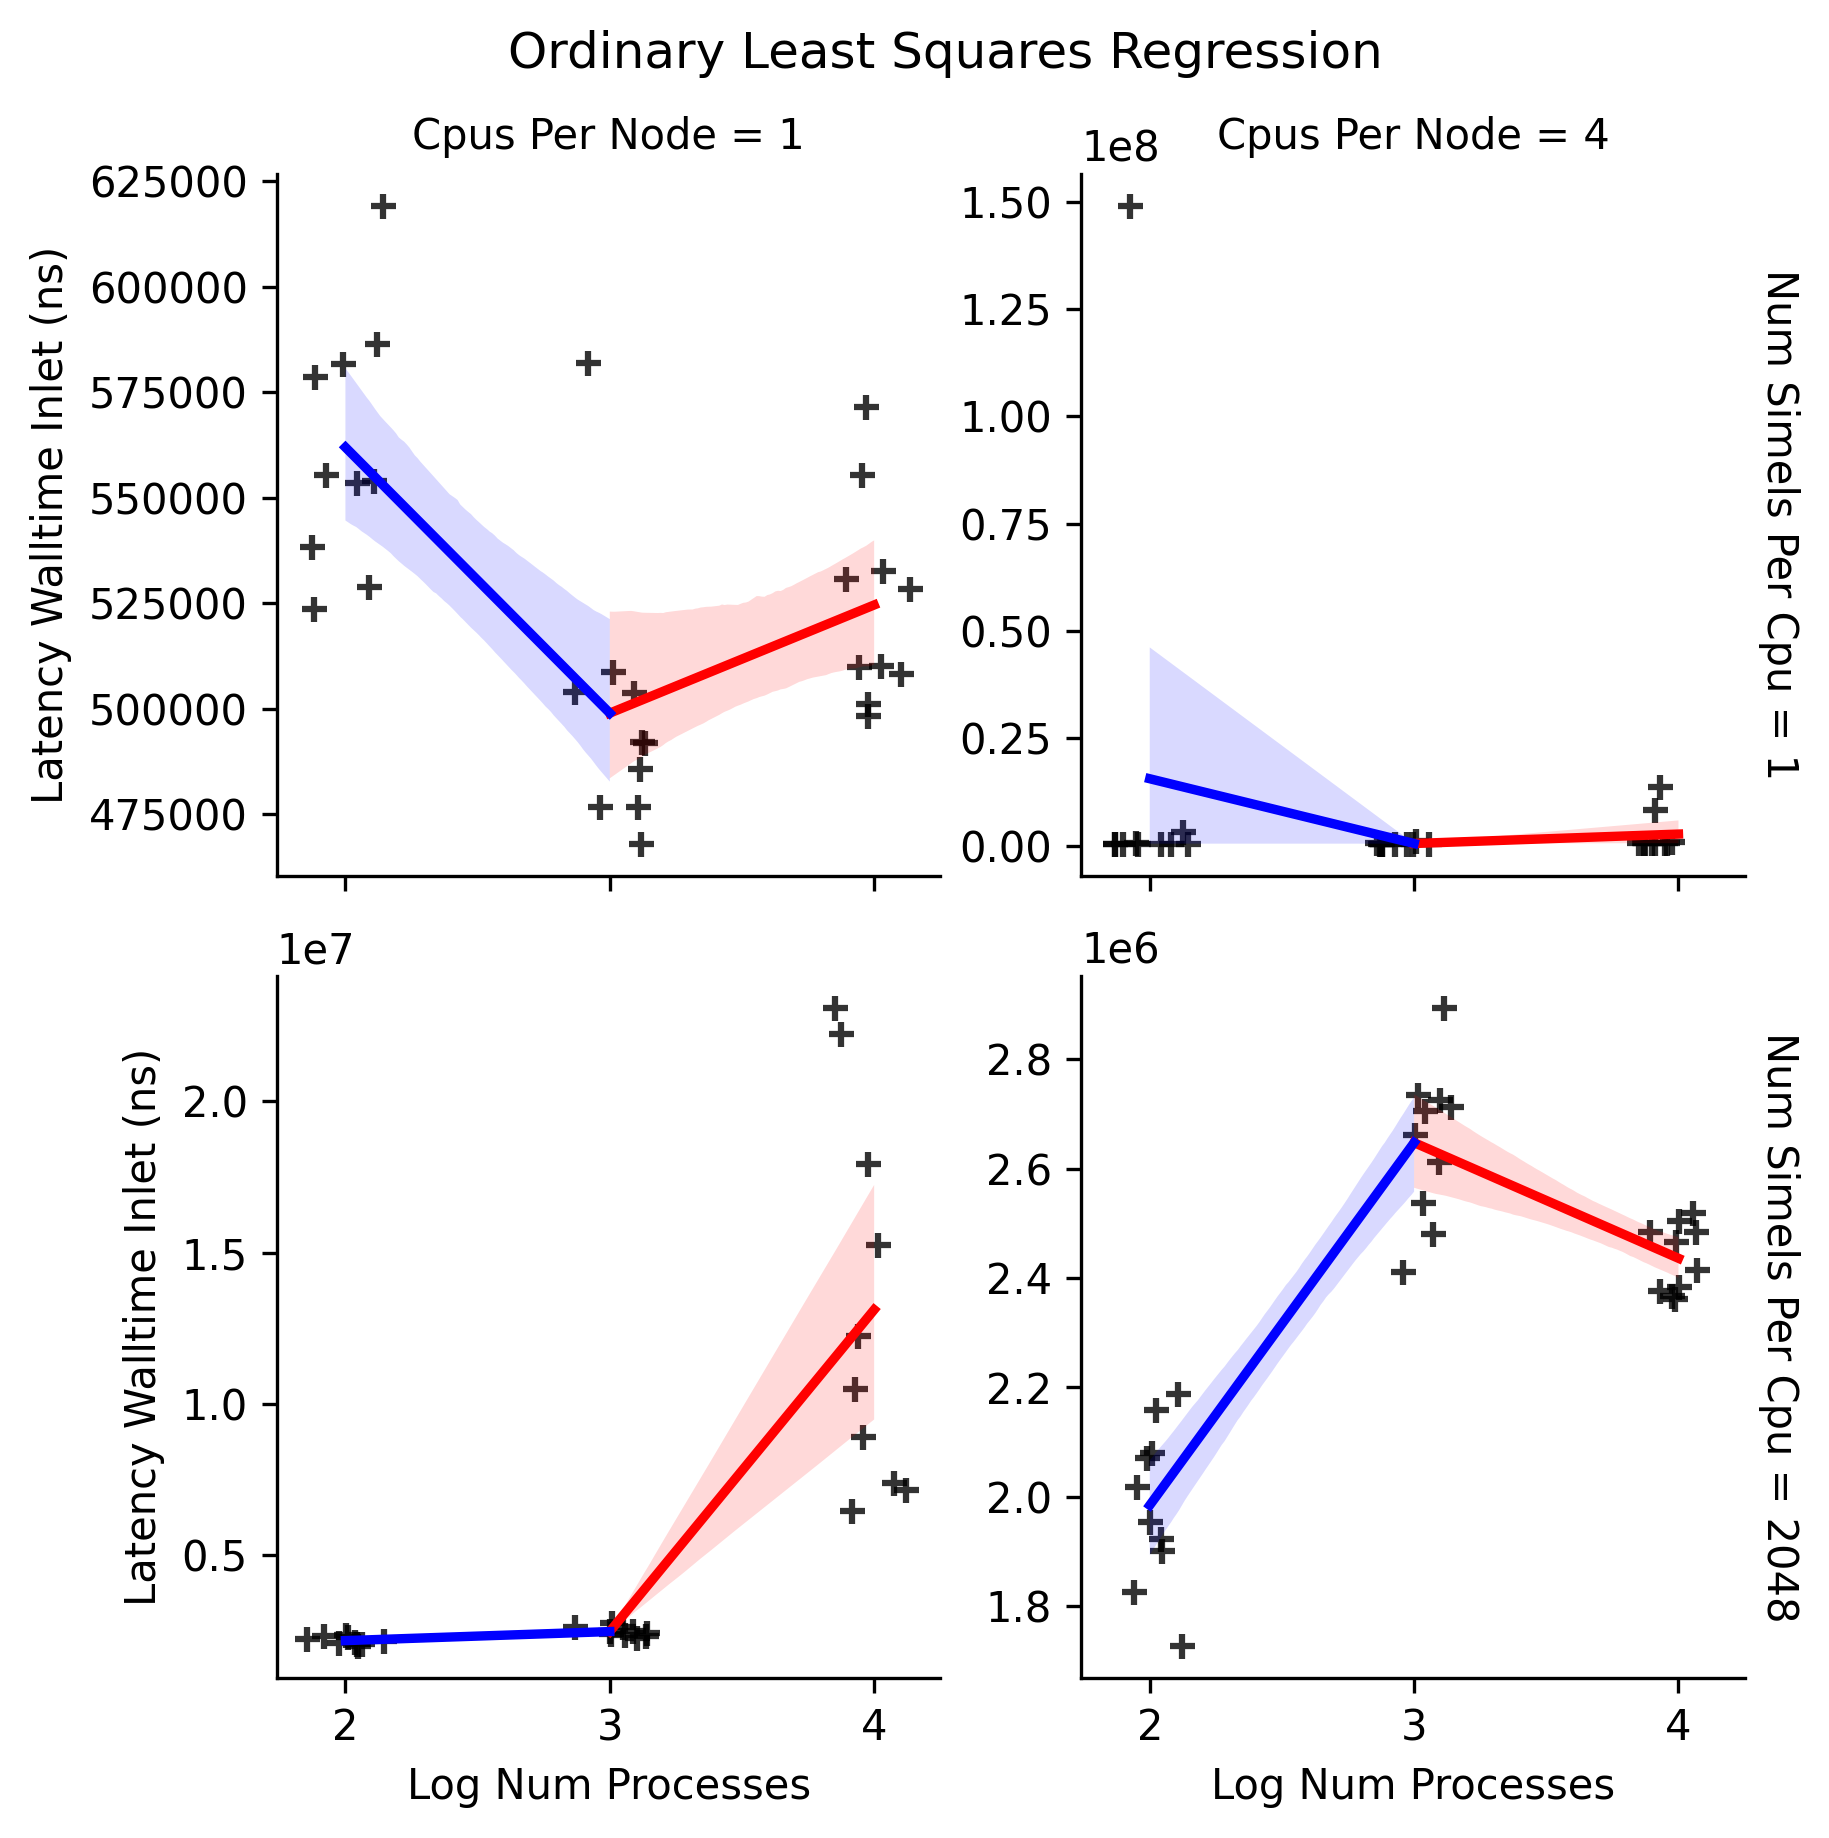 Ordinary Least Squares Regression
Cpus Per Node = 1
Cpus Per Node = 4
Latency Walltime Inlet (ns)
625000
600000
575000
550000
525000
500000
475000
1e8
1.50
1.25
1.00
0.75
0.50
0.25
0.00
Num Simels Per Cpu = 1
Latency Walltime Inlet (ns)
1e7
2.0
1.5
1.0
0.5
2
3
4
Log Num Processes
1e6
2.8
2.6
2.4
2.2
2.0
1.8
2
3
4
Log Num Processes
Num Simels Per Cpu = 2048